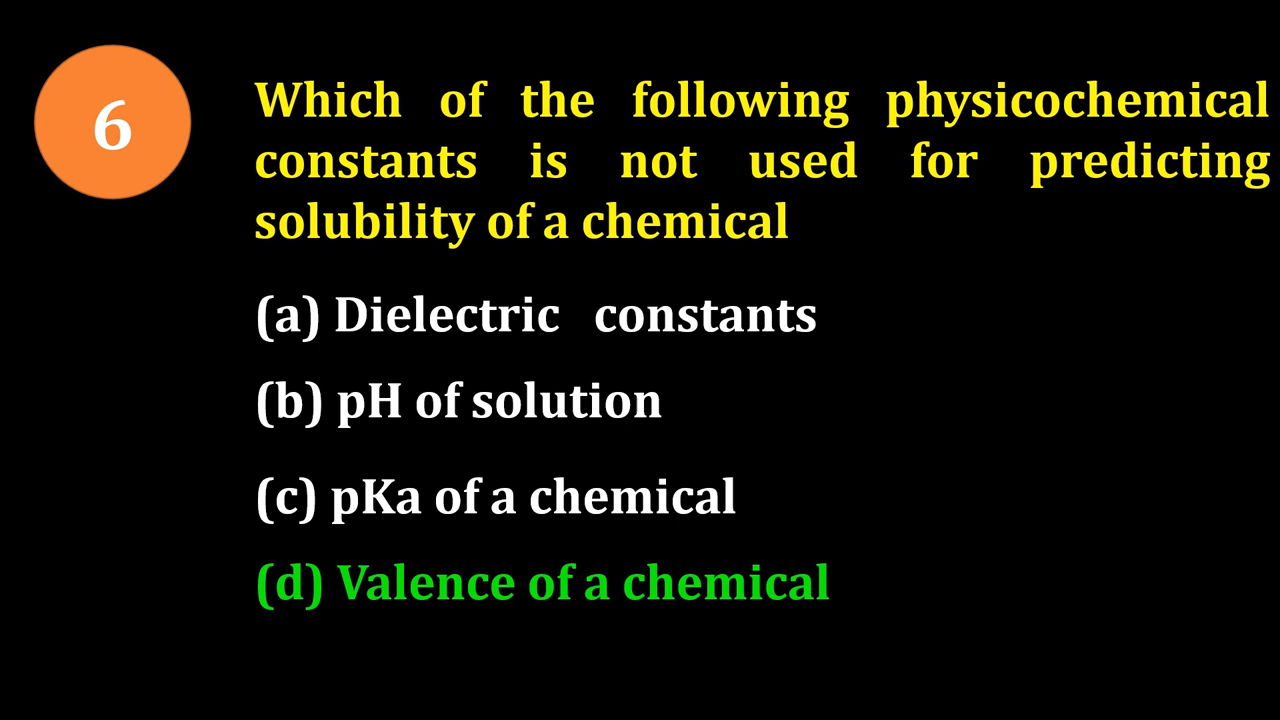 6
Which of the following physicochemical
constants is not used for predicting
solubility of a chemical
(a) Dielectric constants
(b) pH of solution
(c) pKa of a chemical
(d) Valence of a chemical